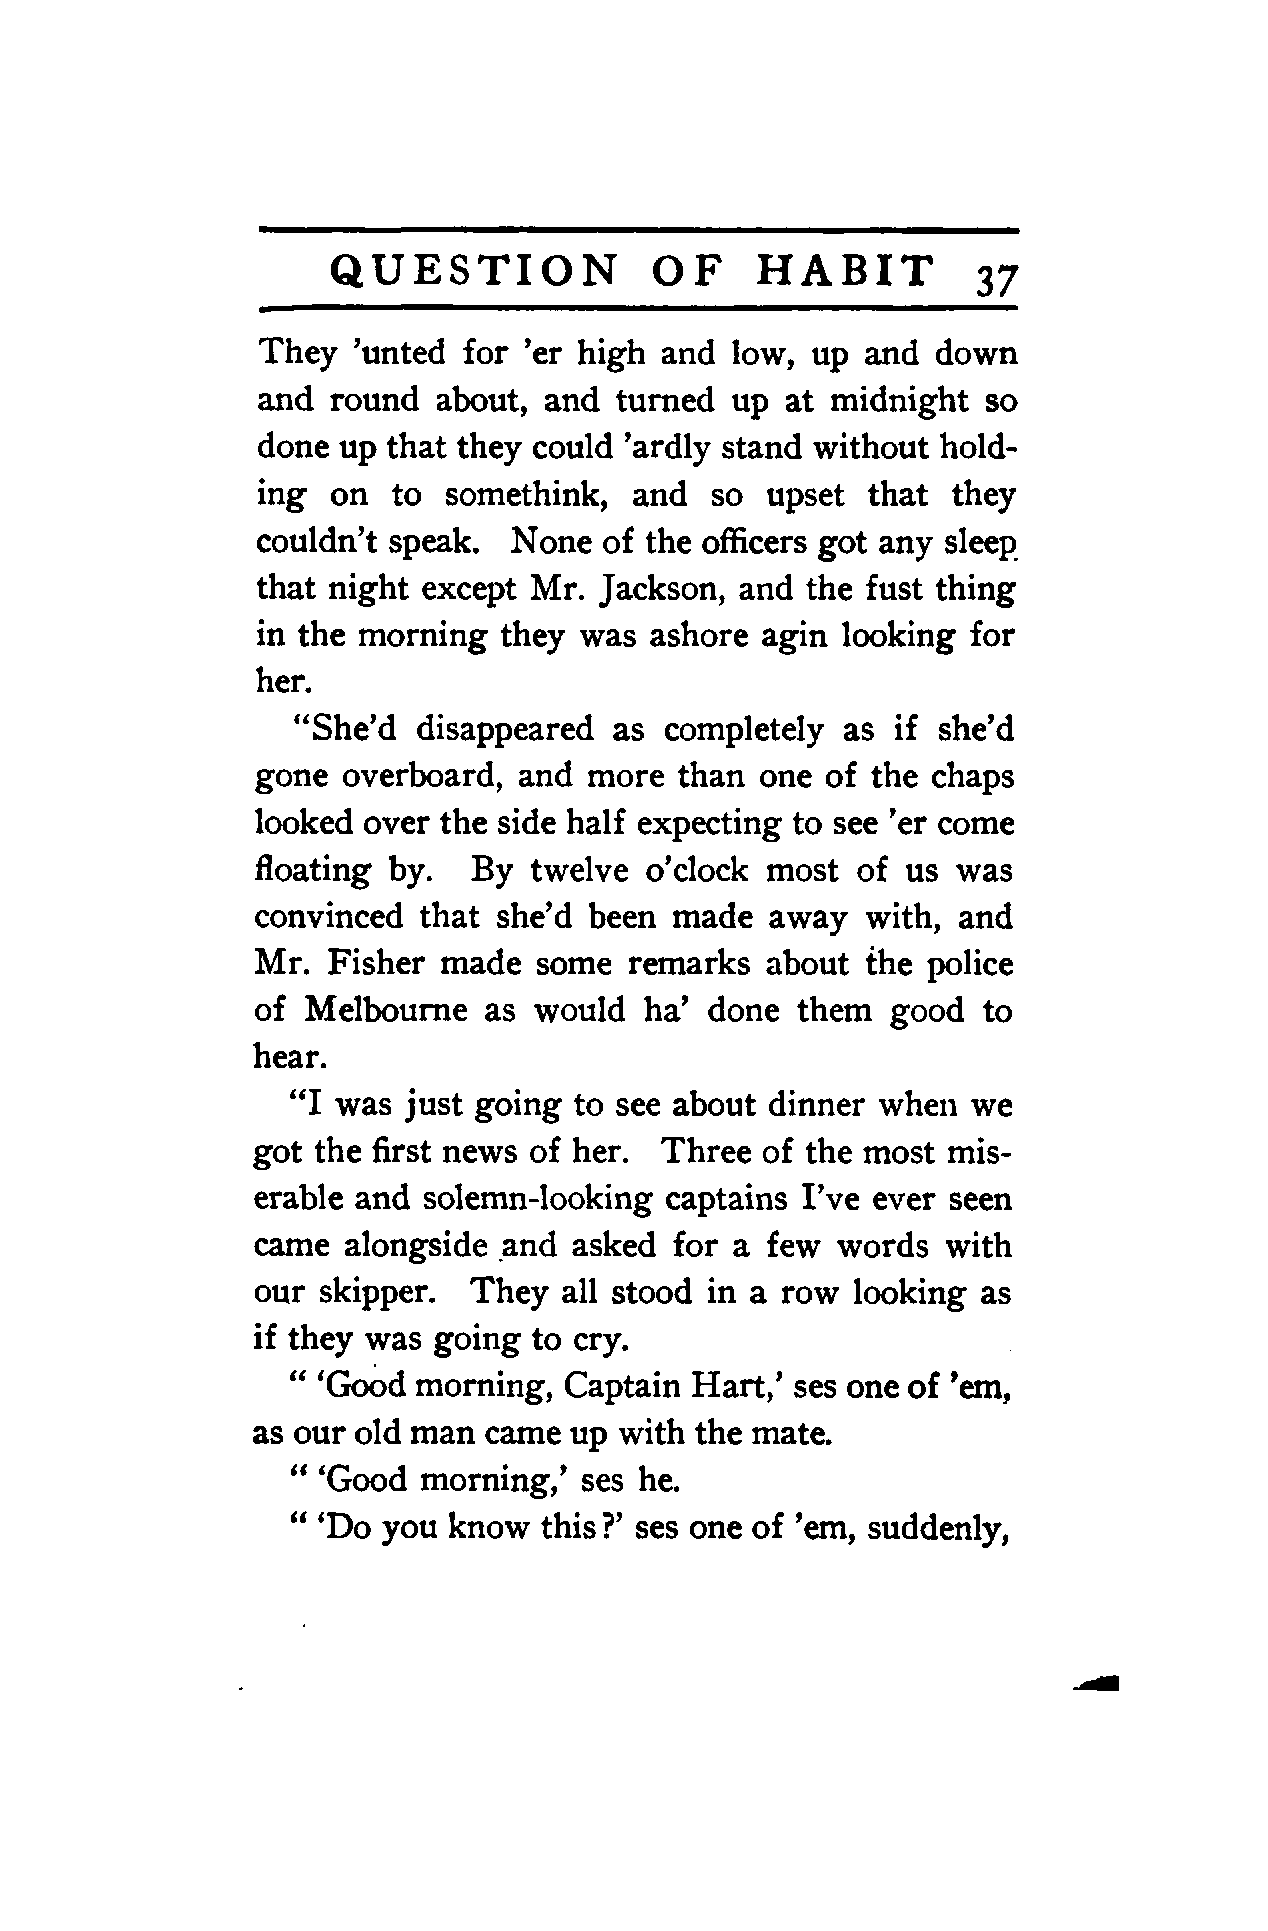 QUESTION OF HABIT 37
They 'unted for 'er high and low, up and down
and round about, and turned up at midnight so
done up that they could 'ardly stand without hold-
ing on to somethink, and so upset that they
couldn't speak. None of the officers got any sleep
that night except Mr. Jackson, and the fust thing
in the morning they was ashore agin looking for
her.
"She'd disappeared as completely as if she'd
gone overboard, and more than one of the chaps
looked over the side half expecting to see 'er come
floating by. By twelve o'clock most of us was
convinced that she'd been made away with, and
Mr. Fisher made some remarks about the police
of Melbourne as would ha' done them good to
hear.
"I was just going to see about dinner when we
got the first news of her. Three of the most mis-
erable and solemn-looking captains I've ever seen
came alongside and asked for a few words with
our skipper. They all stood in a row looking as
if they was going to cry.
" 'Good morning, Captain Hart,' ses one of 'em,
as our old man came up with the mate.
" 'Good morning,' ses he.
" 'Do you know this?' ses one of 'em, suddenly,